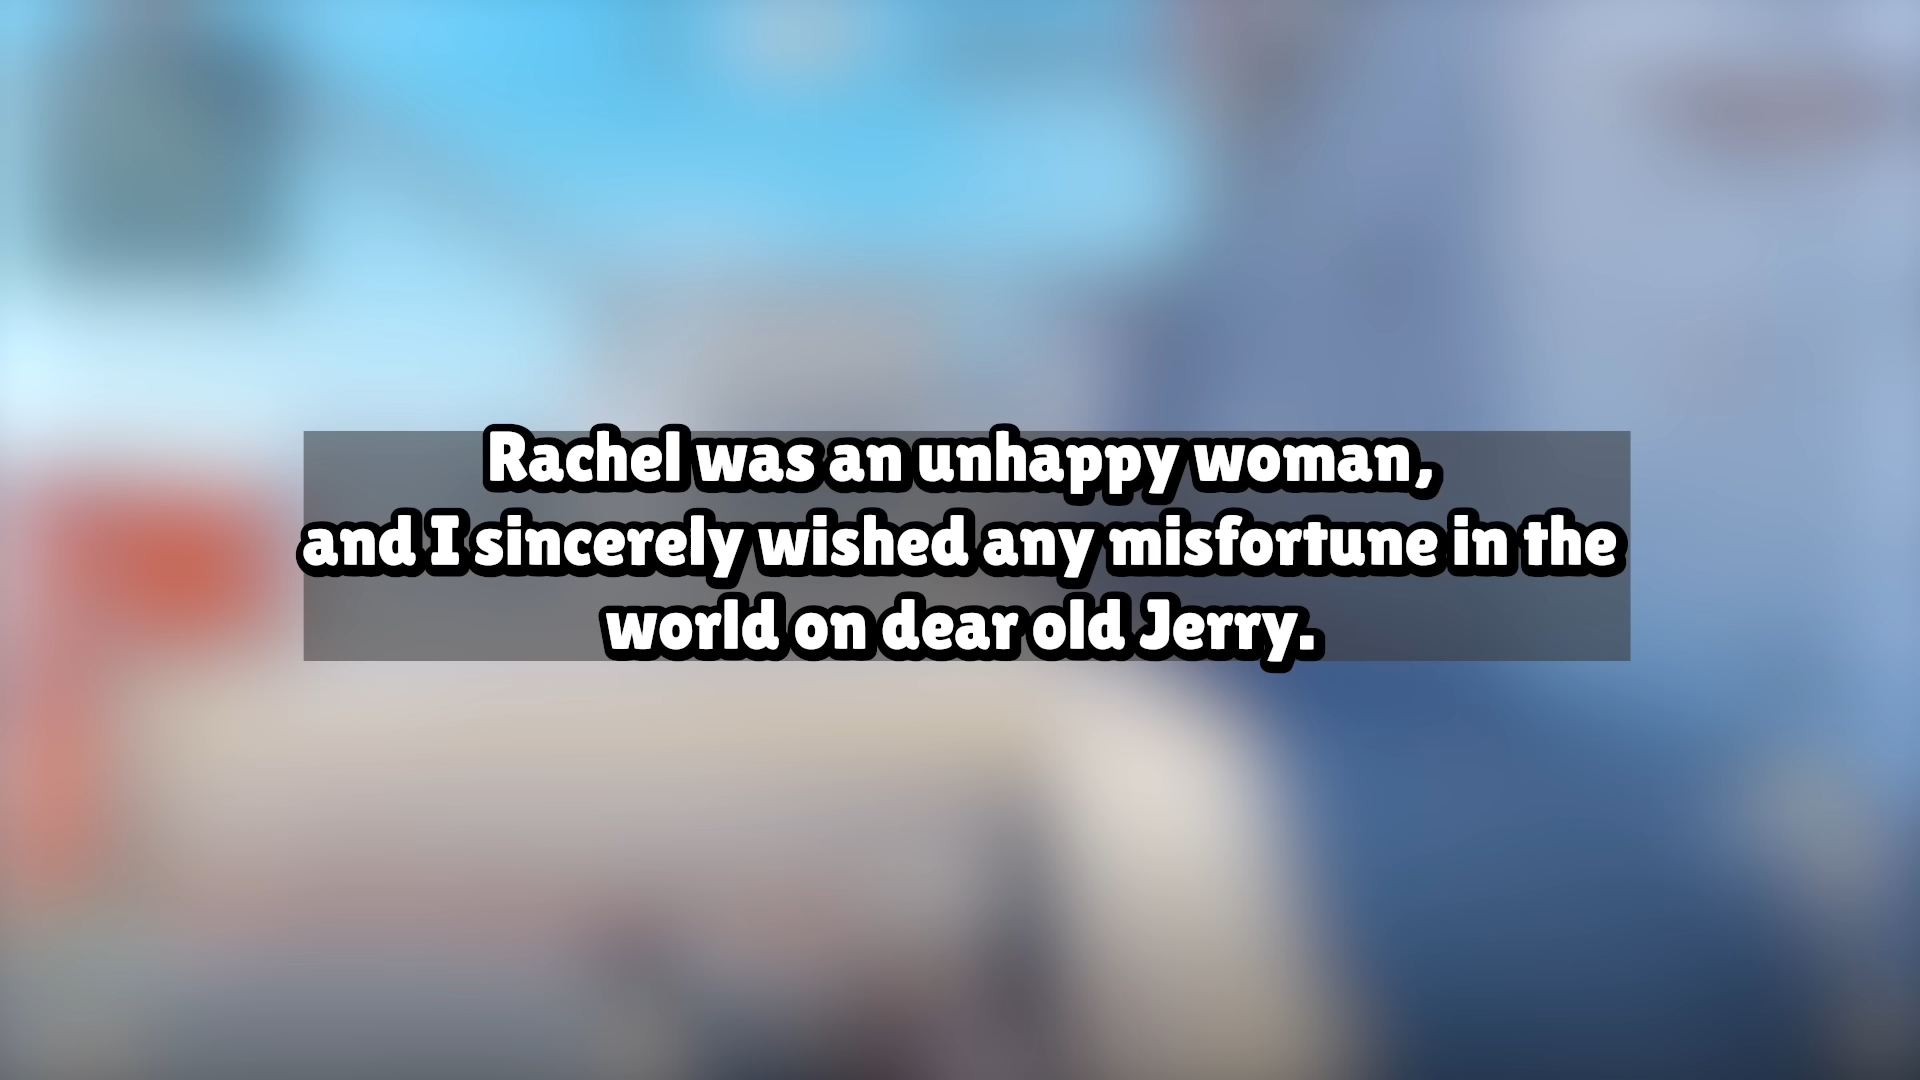 Rachel was an unhappy woman,
and I sincerely wished any misfortune in the
world on dear old Jerry.